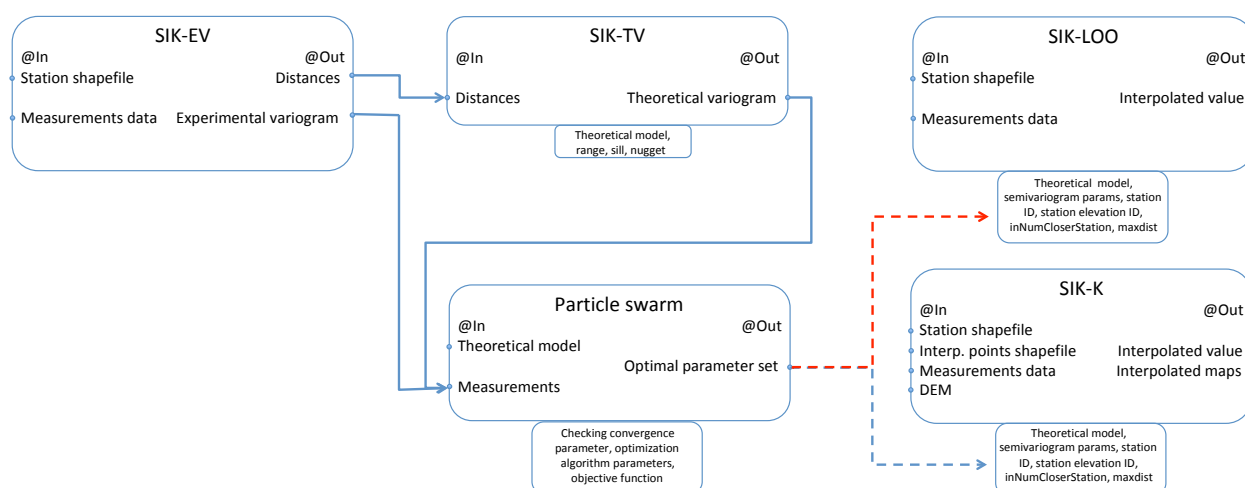 SIK-EV
@In
@Out
Station shapefile
Distances
Measurements data
Experimental variogram
SIK-TV
@In
@Out
Distances
Theoretical variogram
Theoretical model,
range, sill, nugget
SIK-LOO
@In
@Out
Station shapefile
Interpolated value
Measurements data
Theoretical model,
semivariogram params, station
ID, station elevation ID,
inNumCloserStation, maxdist
Particle swarm
@In
@Out
Theoretical model
Optimal parameter set
Measurements
Checking convergence
parameter, optimization
algorithm parameters,
objective function
SIK-K
@In
@Out
Station shapefile
Interp. points shapefile
Interpolated value
Measurements data
Interpolated maps
DEM
Theoretical model,
semivariogram params, station
ID, station elevation ID,
inNumCloserStation, maxdist